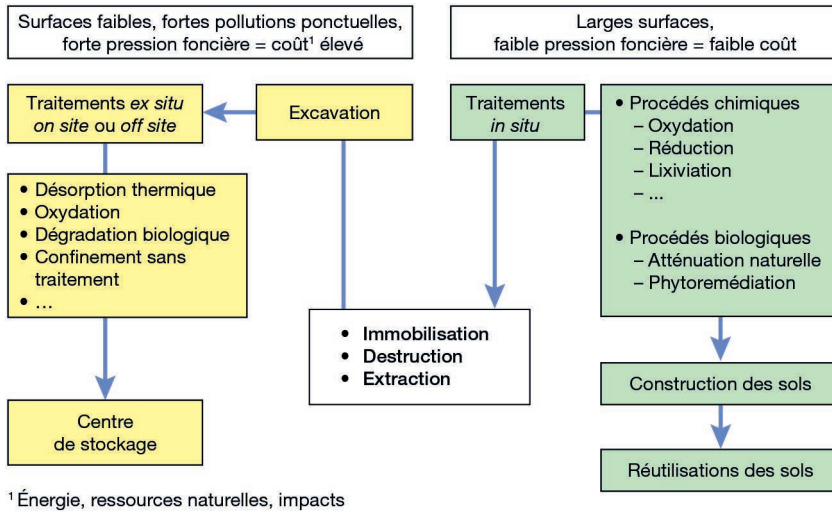 Surfaces faibles, fortes pollutions ponctuelles,
forte pression foncière = coût¹ élevé
Larges surfaces,
faible pression foncière = faible coût
Traitements ex situ
on site ou off site
Excavation
Traitements
in situ
• Procédés chimiques
– Oxydation
– Réduction
– Lixiviation
– ...
• Procédés biologiques
– Atténuation naturelle
– Phytoremédiation
• Désorption thermique
• Oxydation
• Dégradation biologique
• Confinement sans
traitement
• ...
• Immobilisation
• Destruction
• Extraction
Construction des sols
Centre
de stockage
Réutilisations des sols
¹ Énergie, ressources naturelles, impacts